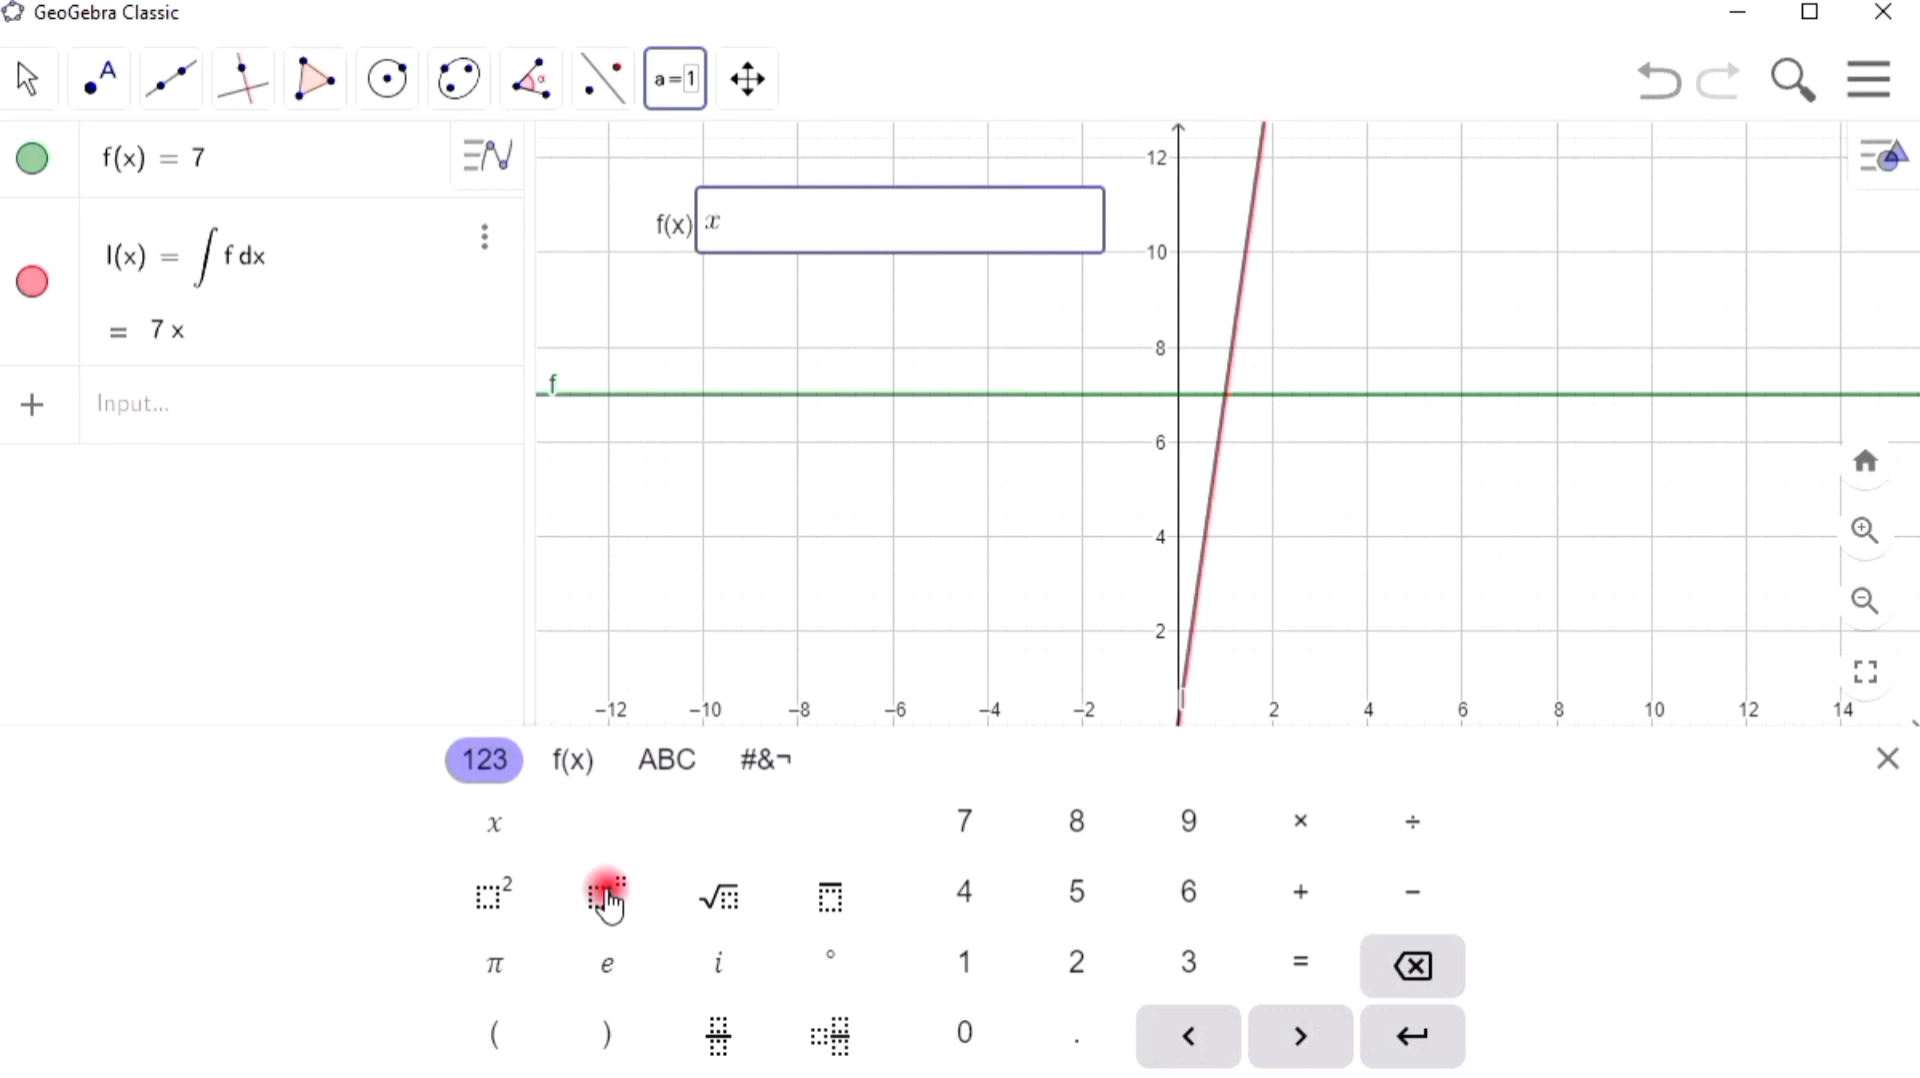 GeoGebra Classic
A
α
a=1
f(x) = 7
I(x) = ∫ f dx
= 7 x
Input...
f(x) x
f
12
10
8
6
4
2
−12 −10 −8 −6 −4 −2 2 4 6 8 10 12 14
123 f(x) ABC #&¬
x 7 8 9 × ÷
2 √ 4 5 6 + −
π e i ° 1 2 3 =
( ) 0 . < >